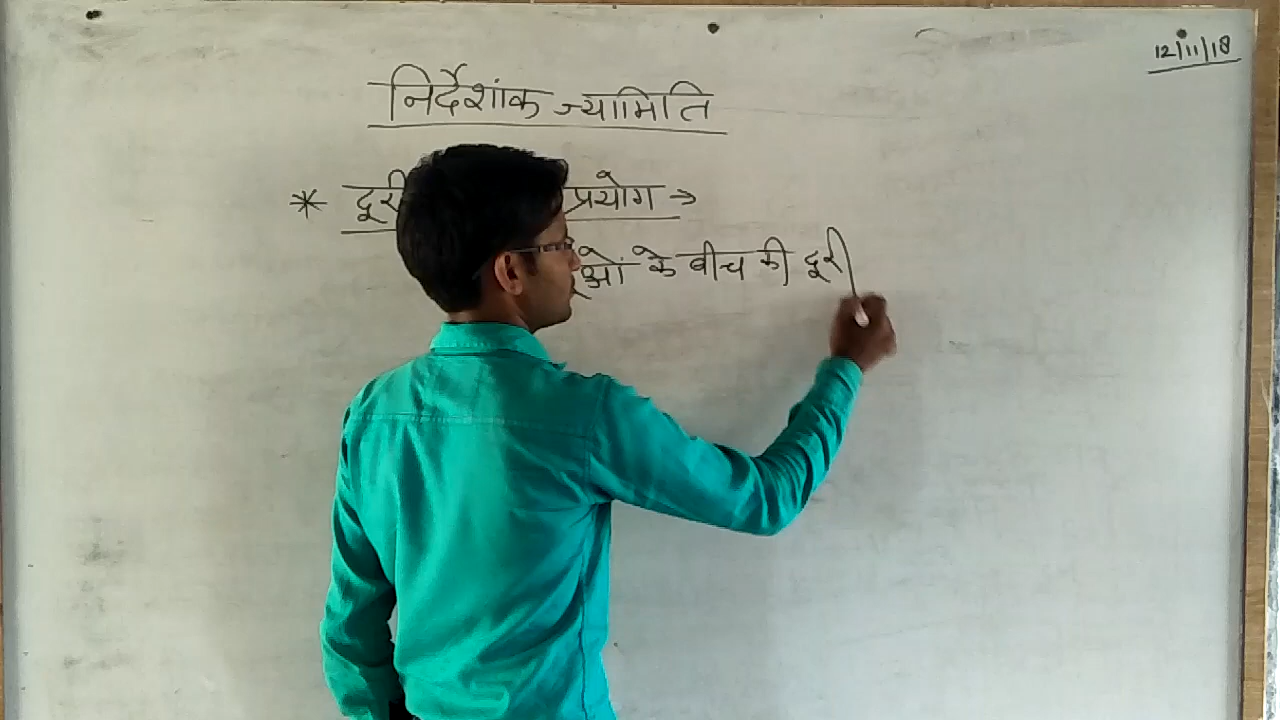 12/11/18
निर्देशांक ज्यामिति
* दूरी प्रयोग →
के बीच की दूरी